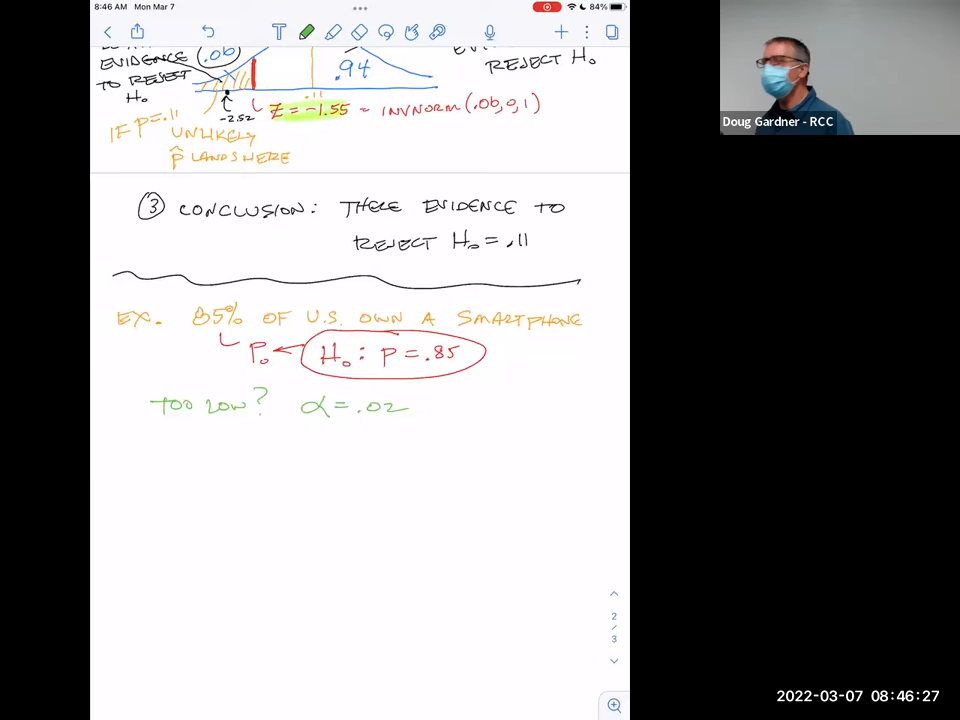 8:46 AM Mon Mar 7
84%
EVIDENCE
TO REJECT
H₀
.06
.94
REJECT H₀
.11
-2.52
Z = -1.55 = INVNORM(.06,0,1)
IF P=.11
UNLIKELY
p̂ LANDS HERE
③ CONCLUSION: THERE EVIDENCE TO
REJECT H₀ = .11
EX. 85% OF U.S. OWN A SMARTPHONE
P₀ ← H₀: P = .85
TOO LOW? α = .02
2
/
3
Doug Gardner - RCC
2022-03-07 08:46:27